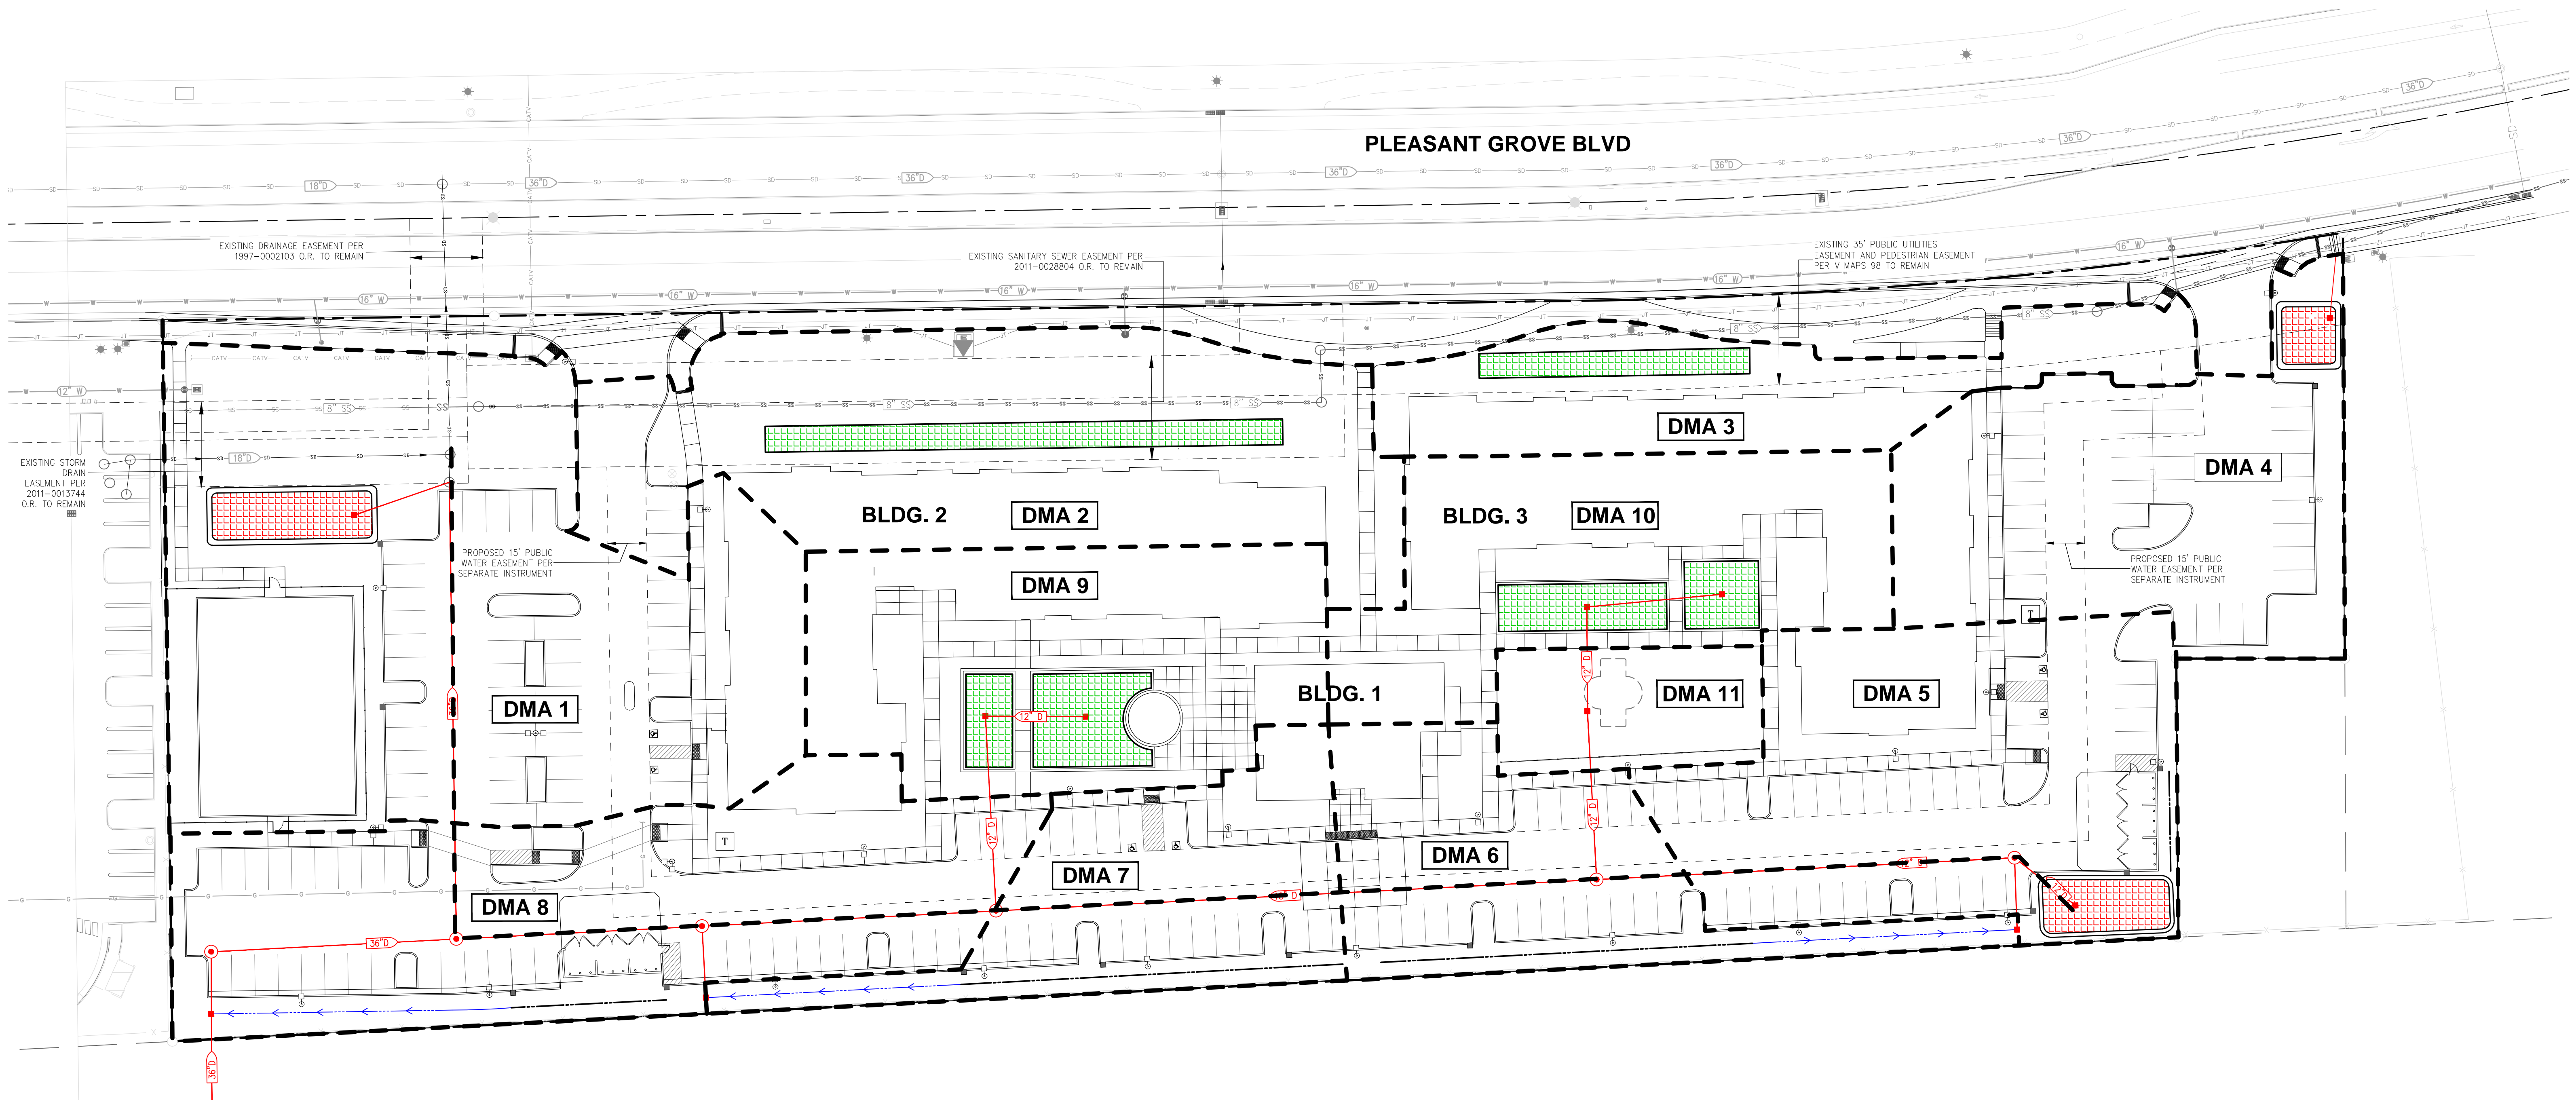 PLEASANT GROVE BLVD
36"D
36"D
18"D
36"D
36"D
36"D
36"D
EXISTING DRAINAGE EASEMENT PER
1997-0002103 O.R. TO REMAIN
EXISTING SANITARY SEWER EASEMENT PER
2011-0028804 O.R. TO REMAIN
EXISTING 35' PUBLIC UTILITIES
EASEMENT AND PEDESTRIAN EASEMENT
PER V MAPS 98 TO REMAIN
16" W
16" W
16" W
16" W
16" W
16" W
12" W
8" SS
8" SS
8" SS
8" SS
8" SS
EXISTING STORM
DRAIN
EASEMENT PER
2011-0013744
O.R. TO REMAIN
18"D
DMA 3
DMA 4
BLDG. 2
DMA 2
BLDG. 3
DMA 10
PROPOSED 15' PUBLIC
WATER EASEMENT PER
SEPARATE INSTRUMENT
PROPOSED 15' PUBLIC
WATER EASEMENT PER
SEPARATE INSTRUMENT
DMA 9
T
DMA 1
12" D
BLDG. 1
12" D
DMA 11
DMA 5
12" D
12" D
T
DMA 7
DMA 6
DMA 8
36"D
12"D
36"D